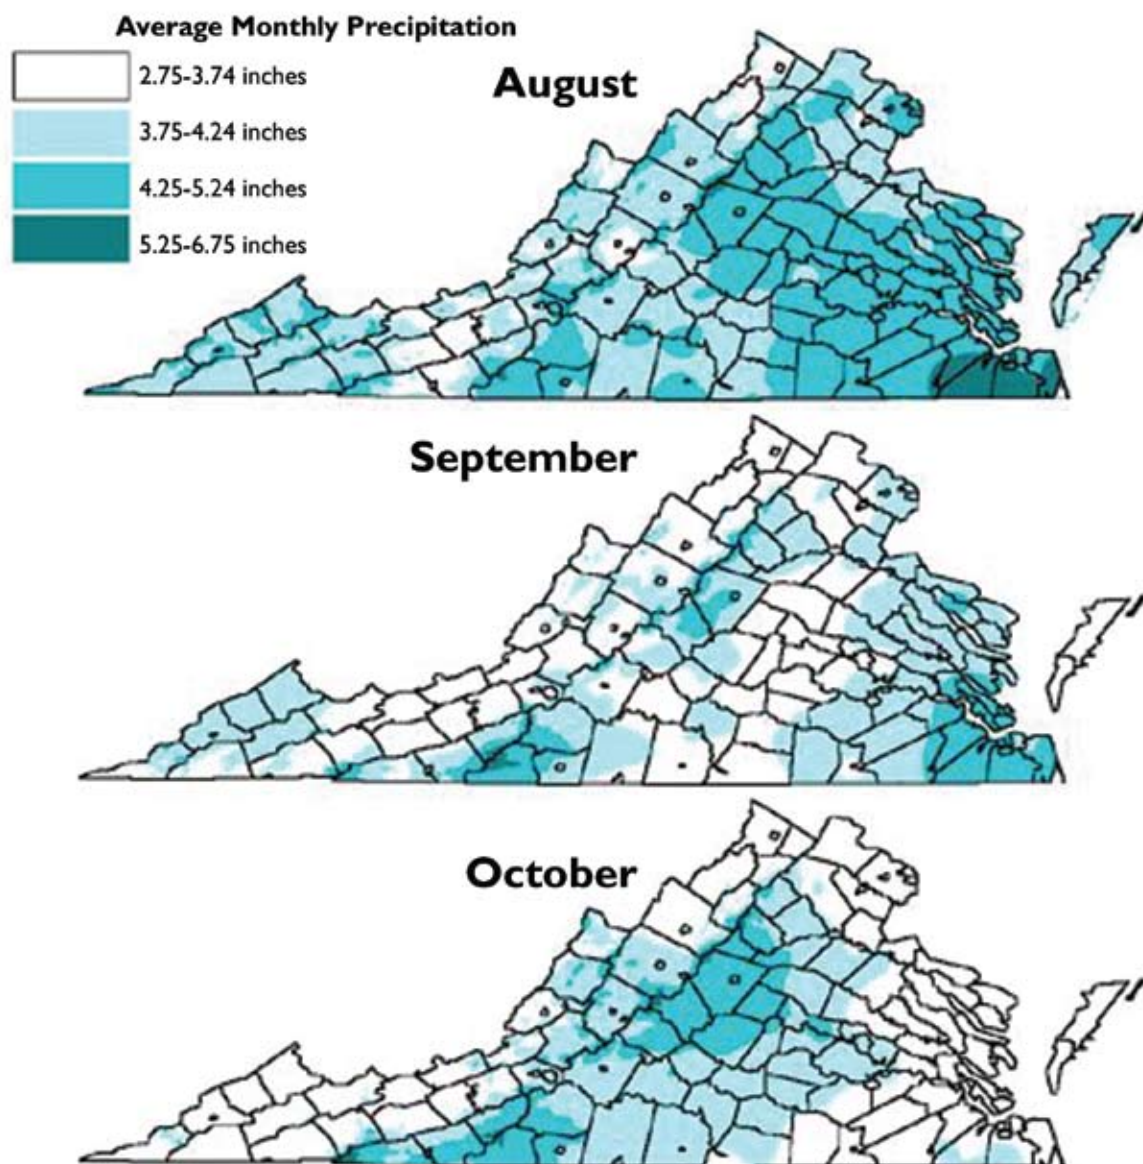 Average Monthly Precipitation
2.75-3.74 inches
3.75-4.24 inches
4.25-5.24 inches
5.25-6.75 inches
August
September
October